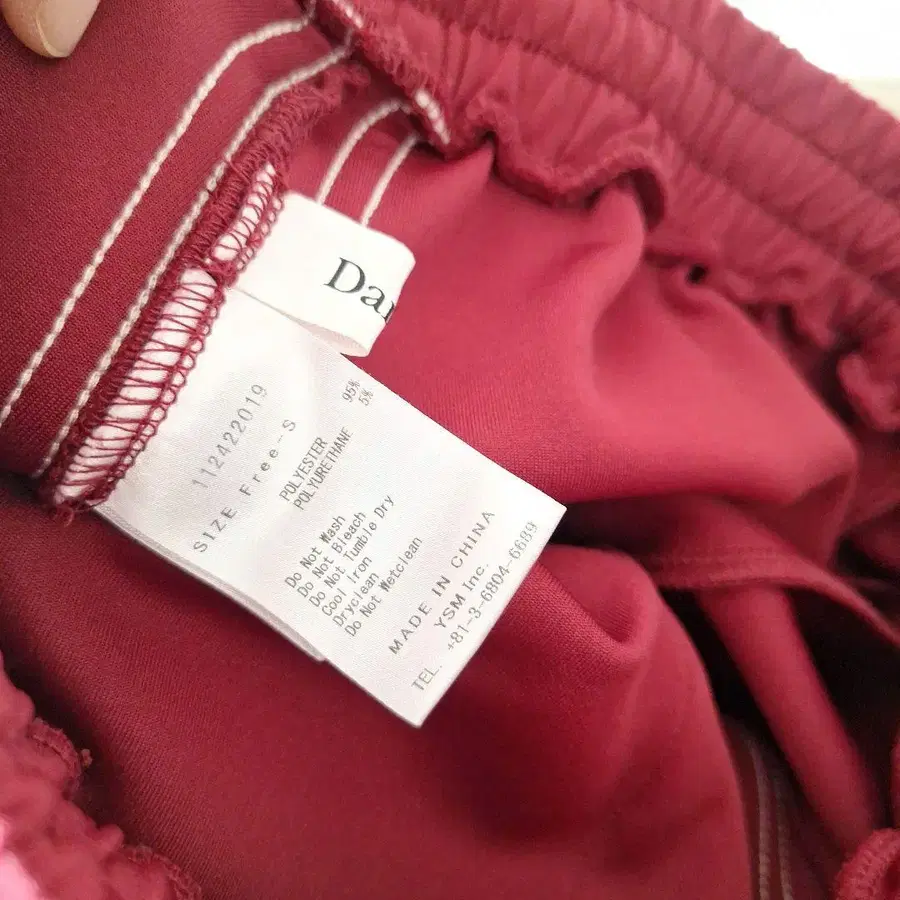 Dar
112422019
SIZE Free-S
POLYESTER 95%
POLYURETHANE 5%
Do Not Wash
Do Not Bleach
Do Not Tumble Dry
Cool Iron
Dryclean
Do Not Wetclean
MADE IN CHINA
YSM Inc.
TEL. +81-3-6804-6689